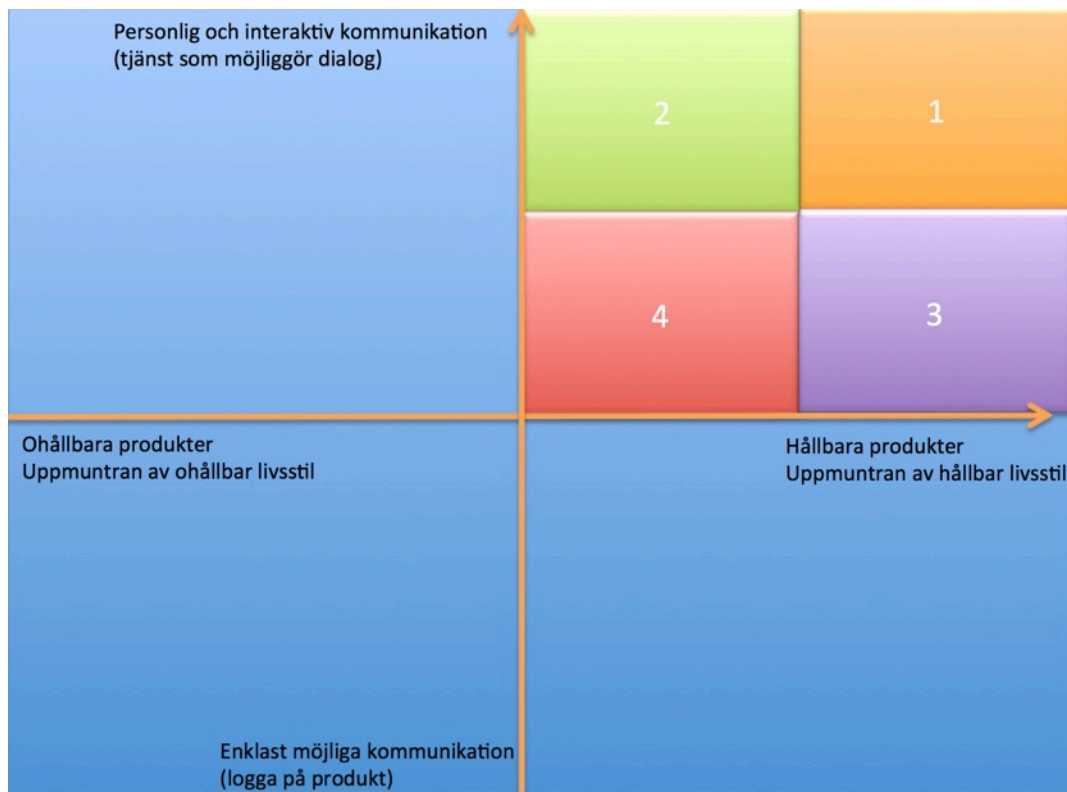 Personlig och interaktiv kommunikation
(tjänst som möjliggör dialog)
2
1
4
3
Ohållbara produkter
Uppmuntran av ohållbar livsstil
Hållbara produkter
Uppmuntran av hållbar livsstil
Enklast möjliga kommunikation
(logga på produkt)